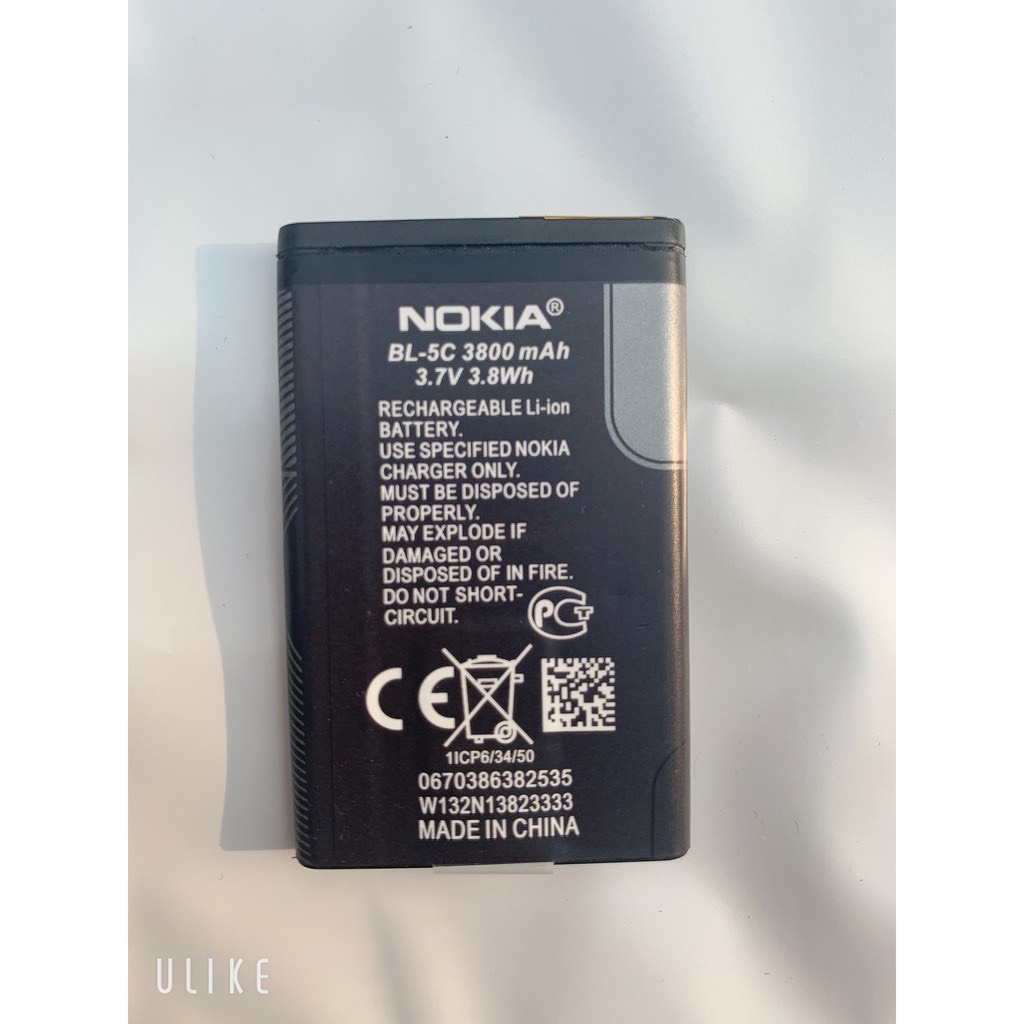 NOKIA®
BL-5C 3800 mAh
3.7V 3.8Wh
RECHARGEABLE Li-ion
BATTERY.
USE SPECIFIED NOKIA
CHARGER ONLY.
MUST BE DISPOSED OF
PROPERLY.
MAY EXPLODE IF
DAMAGED OR
DISPOSED OF IN FIRE.
DO NOT SHORT-
CIRCUIT.
РСТ
CE
1ICP6/34/50
0670386382535
W132N13823333
MADE IN CHINA
ULIKE